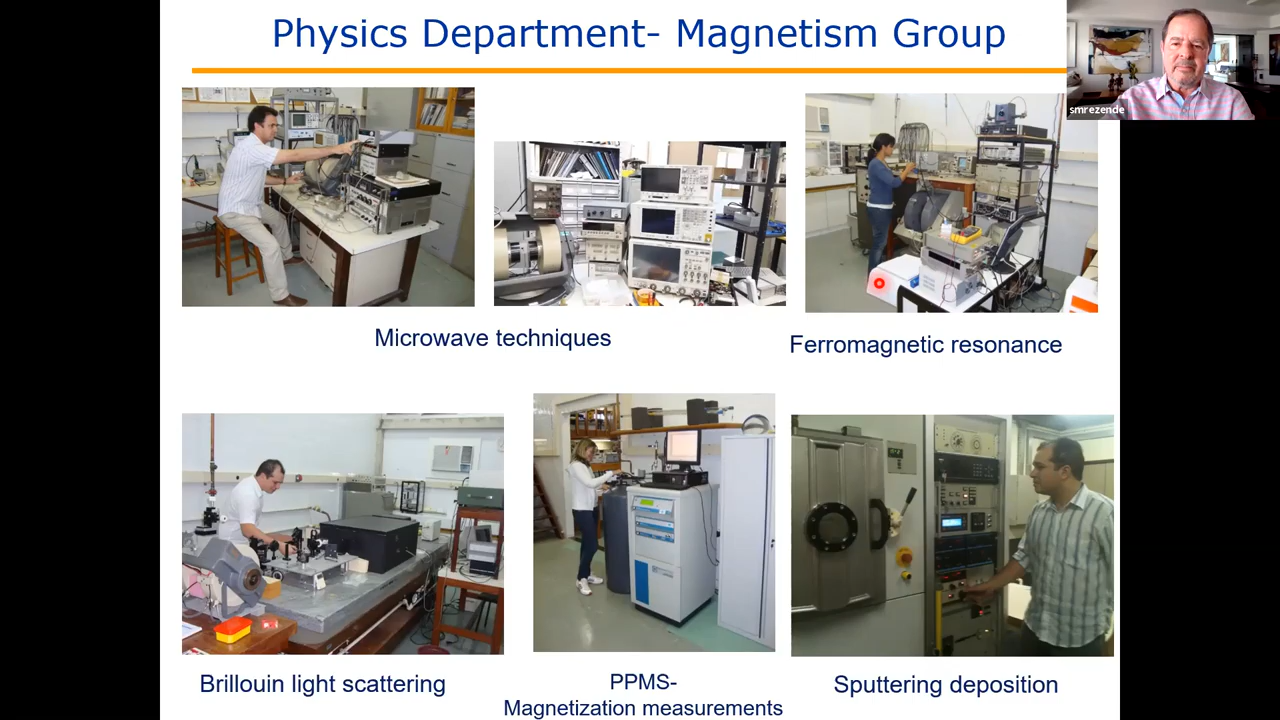 Physics Department- Magnetism Group
smrezende
Microwave techniques
Ferromagnetic resonance
Brillouin light scattering
PPMS-
Magnetization measurements
Sputtering deposition